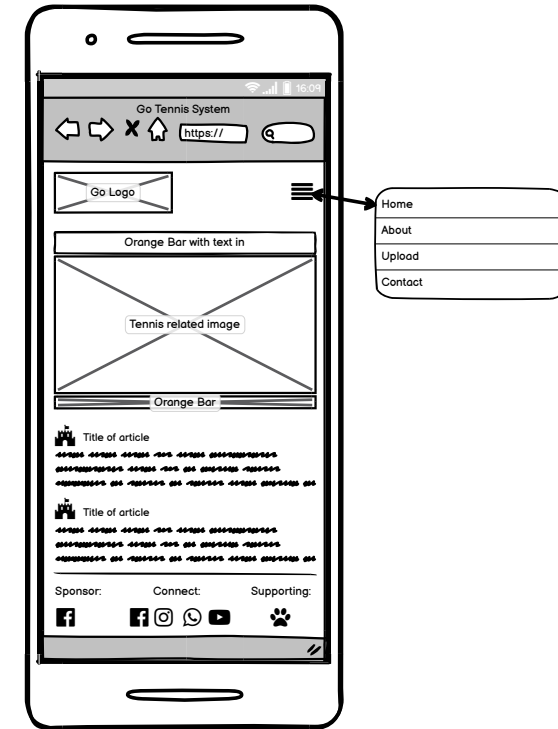 16:09
Go Tennis System
https://
Go Logo
Home
About
Upload
Contact
Orange Bar with text in
Tennis related image
Orange Bar
Title of article
Title of article
Sponsor: Connect: Supporting: